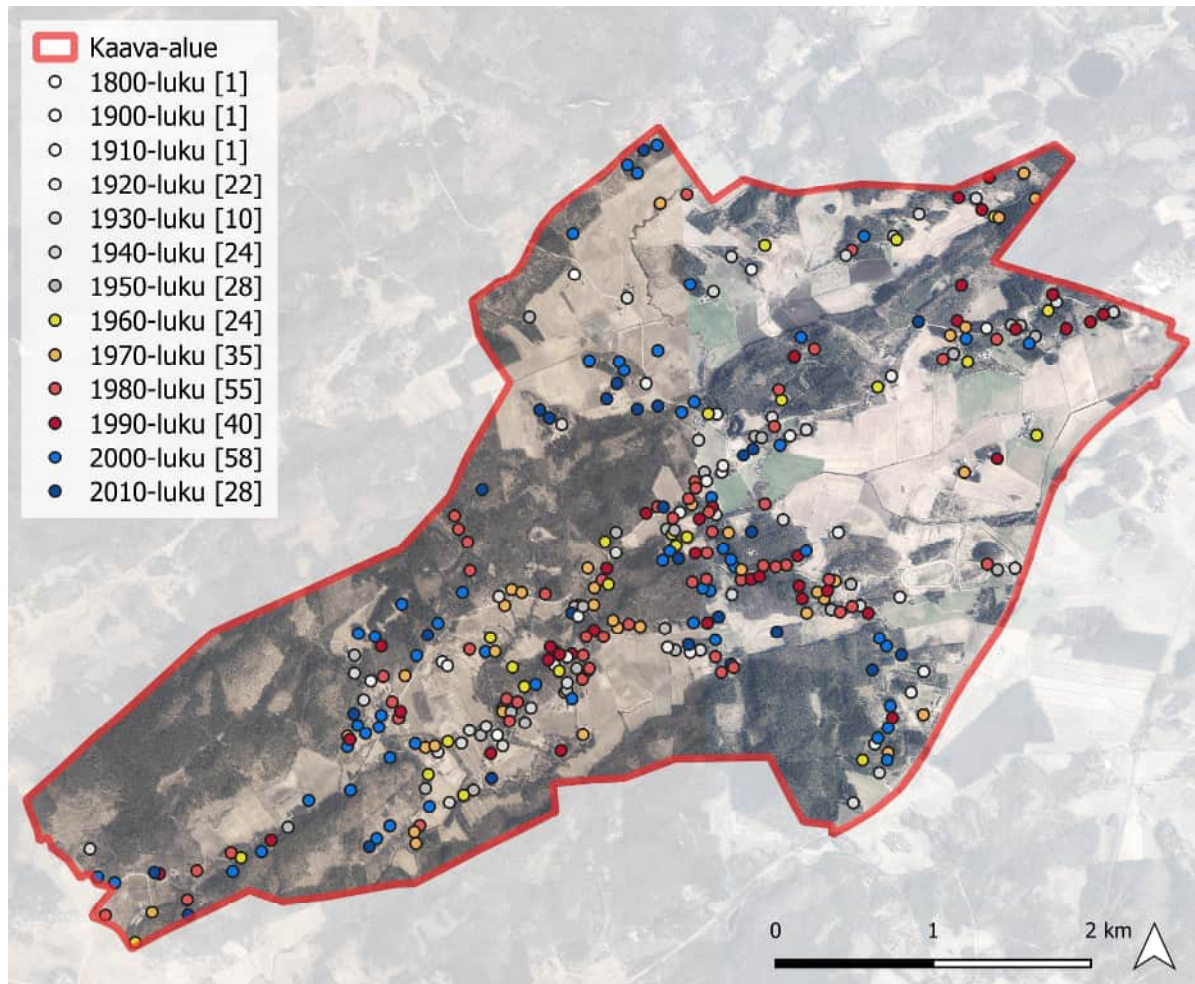 Kaava-alue
1800-luku [1]
1900-luku [1]
1910-luku [1]
1920-luku [22]
1930-luku [10]
1940-luku [24]
1950-luku [28]
1960-luku [24]
1970-luku [35]
1980-luku [55]
1990-luku [40]
2000-luku [58]
2010-luku [28]
0 1 2 km